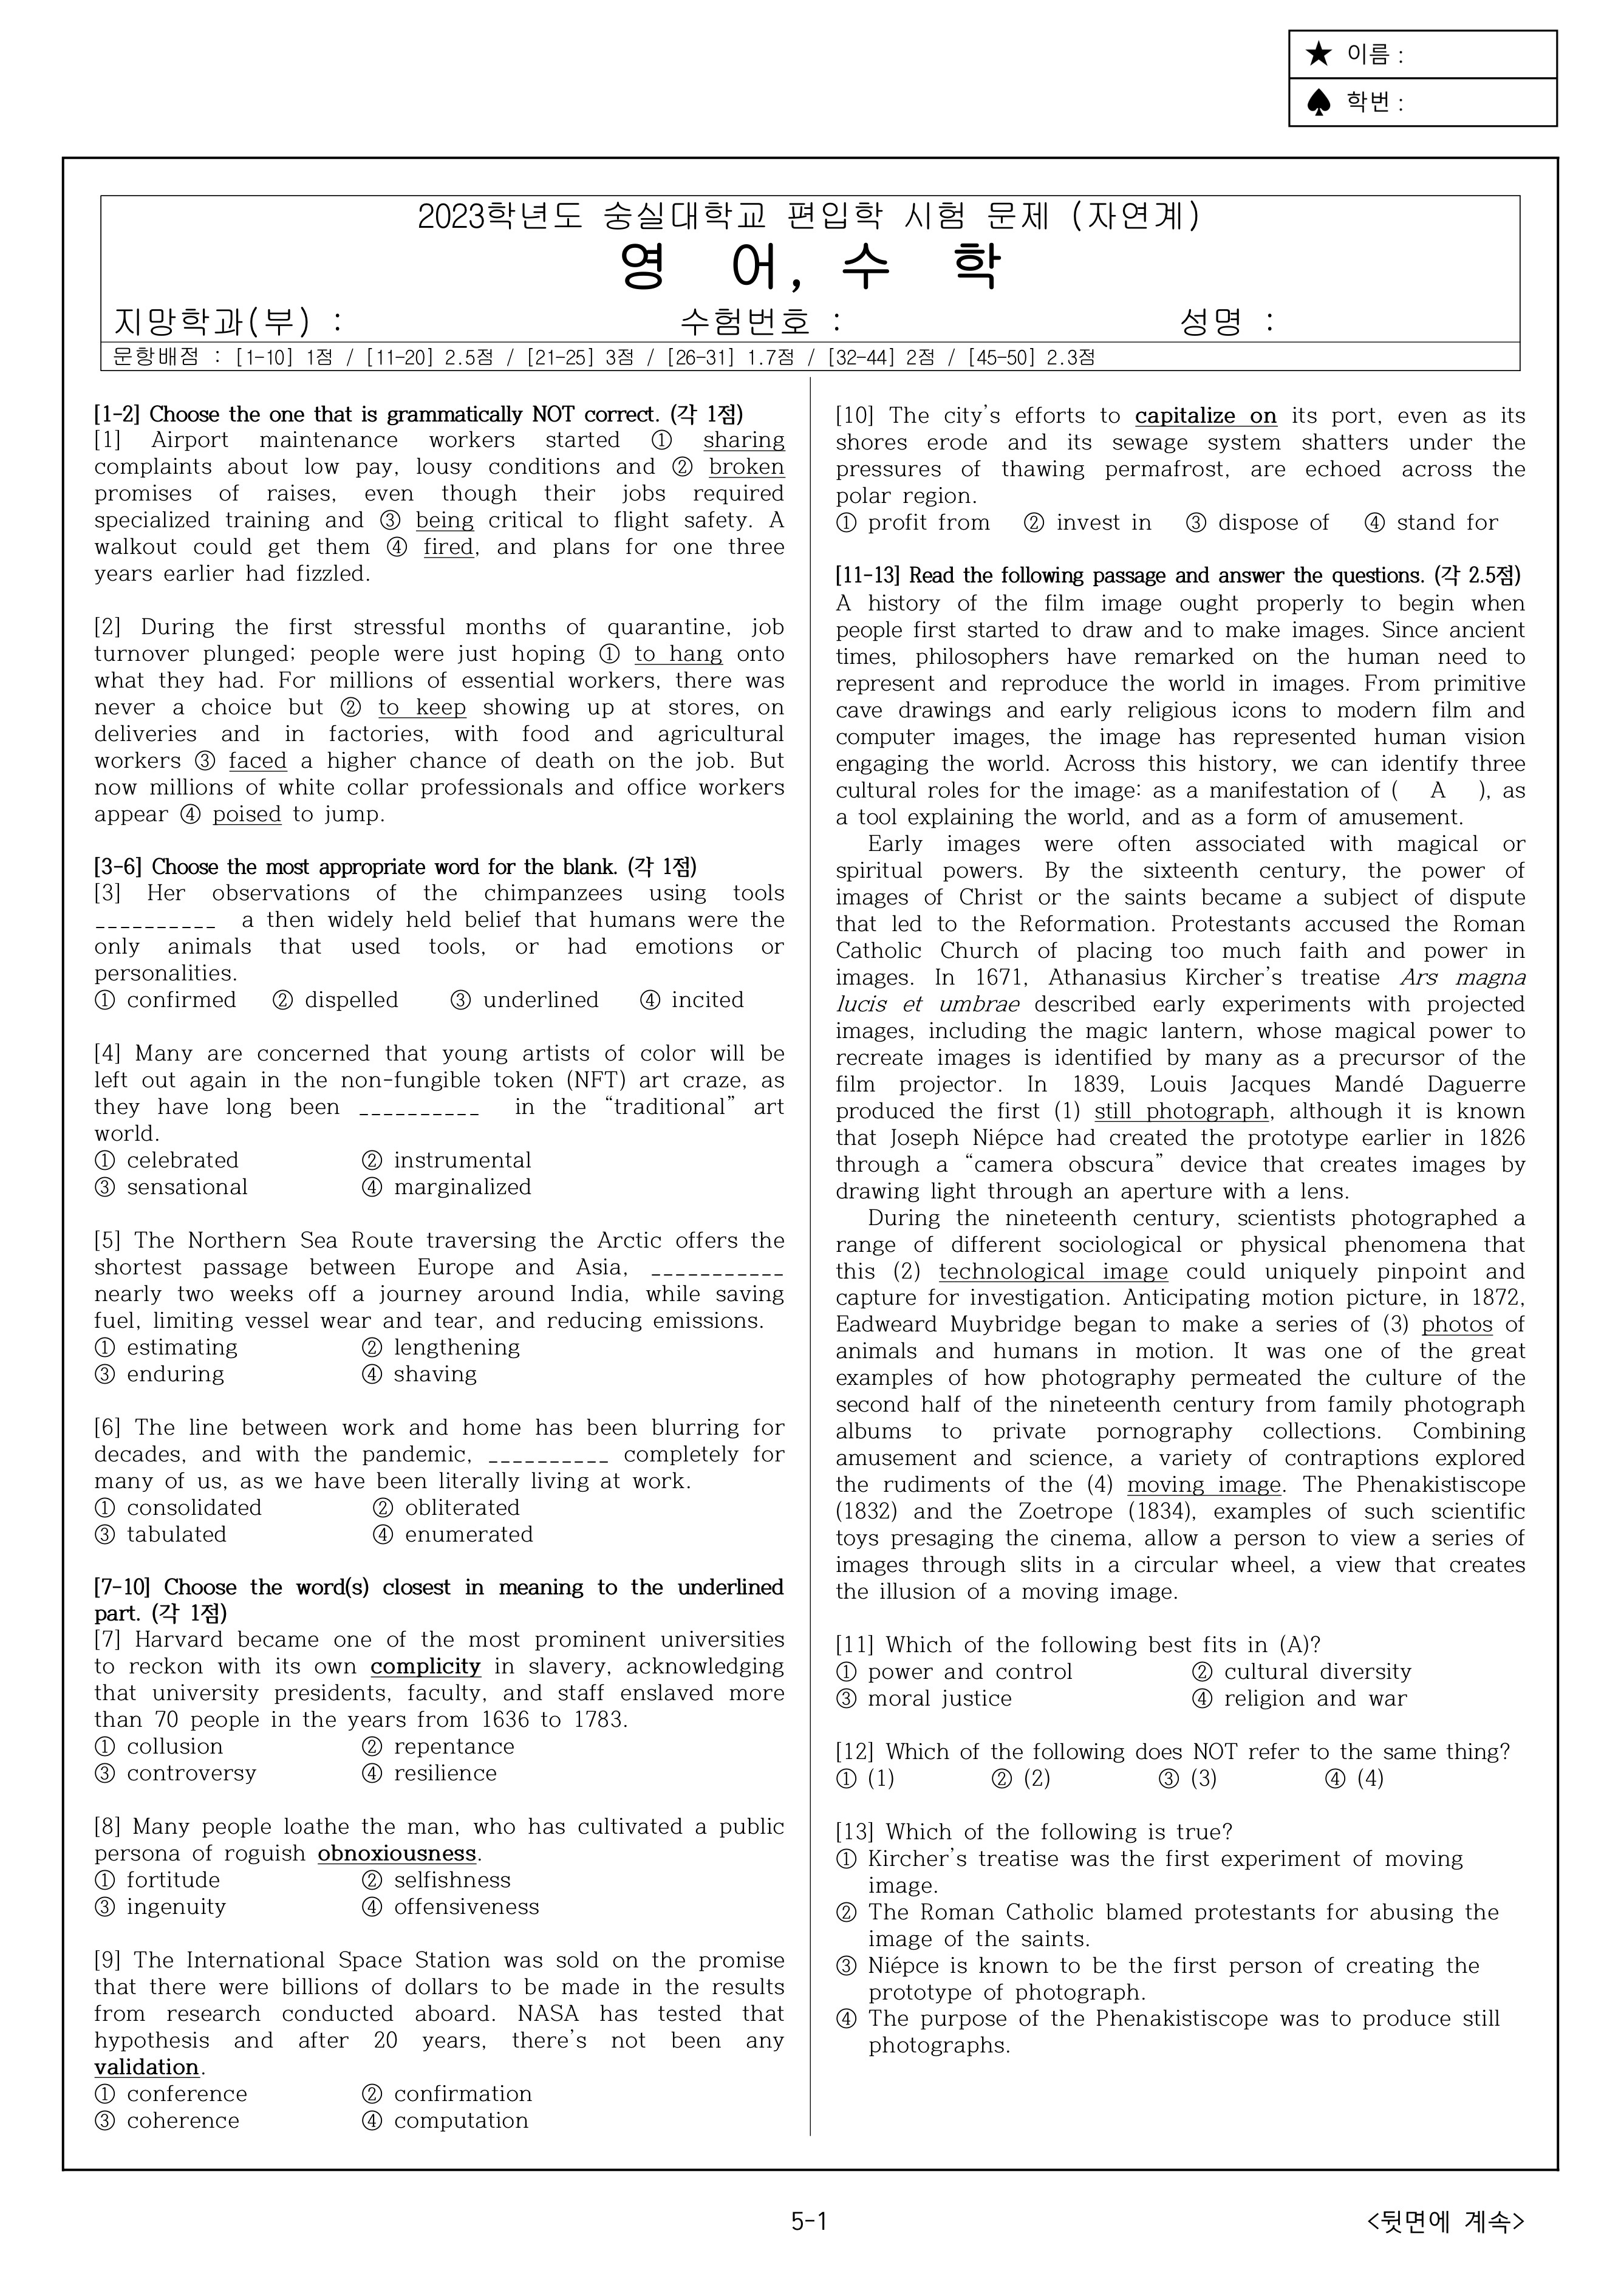 ★ 이름 :
♠ 학번 :
2023학년도 숭실대학교 편입학 시험 문제 (자연계)
영 어, 수 학
지망학과(부) : 수험번호 : 성명 :
문항배점 : [1-10] 1점 / [11-20] 2.5점 / [21-25] 3점 / [26-31] 1.7점 / [32-44] 2점 / [45-50] 2.3점
[1-2] Choose the one that is grammatically NOT correct. (각 1점)
[1] Airport maintenance workers started ① sharing
complaints about low pay, lousy conditions and ② broken
promises of raises, even though their jobs required
specialized training and ③ being critical to flight safety. A
walkout could get them ④ fired, and plans for one three
years earlier had fizzled.
[2] During the first stressful months of quarantine, job
turnover plunged; people were just hoping ① to hang onto
what they had. For millions of essential workers, there was
never a choice but ② to keep showing up at stores, on
deliveries and in factories, with food and agricultural
workers ③ faced a higher chance of death on the job. But
now millions of white collar professionals and office workers
appear ④ poised to jump.
[3-6] Choose the most appropriate word for the blank. (각 1점)
[3] Her observations of the chimpanzees using tools
__________ a then widely held belief that humans were the
only animals that used tools, or had emotions or
personalities.
① confirmed ② dispelled ③ underlined ④ incited
[4] Many are concerned that young artists of color will be
left out again in the non-fungible token (NFT) art craze, as
they have long been __________ in the “traditional” art
world.
① celebrated ② instrumental
③ sensational ④ marginalized
[5] The Northern Sea Route traversing the Arctic offers the
shortest passage between Europe and Asia, ___________
nearly two weeks off a journey around India, while saving
fuel, limiting vessel wear and tear, and reducing emissions.
① estimating ② lengthening
③ enduring ④ shaving
[6] The line between work and home has been blurring for
decades, and with the pandemic, __________ completely for
many of us, as we have been literally living at work.
① consolidated ② obliterated
③ tabulated ④ enumerated
[7-10] Choose the word(s) closest in meaning to the underlined
part. (각 1점)
[7] Harvard became one of the most prominent universities
to reckon with its own complicity in slavery, acknowledging
that university presidents, faculty, and staff enslaved more
than 70 people in the years from 1636 to 1783.
① collusion ② repentance
③ controversy ④ resilience
[8] Many people loathe the man, who has cultivated a public
persona of roguish obnoxiousness.
① fortitude ② selfishness
③ ingenuity ④ offensiveness
[9] The International Space Station was sold on the promise
that there were billions of dollars to be made in the results
from research conducted aboard. NASA has tested that
hypothesis and after 20 years, there’s not been any
validation.
① conference ② confirmation
③ coherence ④ computation
[10] The city’s efforts to capitalize on its port, even as its
shores erode and its sewage system shatters under the
pressures of thawing permafrost, are echoed across the
polar region.
① profit from ② invest in ③ dispose of ④ stand for
[11-13] Read the following passage and answer the questions. (각 2.5점)
A history of the film image ought properly to begin when
people first started to draw and to make images. Since ancient
times, philosophers have remarked on the human need to
represent and reproduce the world in images. From primitive
cave drawings and early religious icons to modern film and
computer images, the image has represented human vision
engaging the world. Across this history, we can identify three
cultural roles for the image: as a manifestation of ( A ), as
a tool explaining the world, and as a form of amusement.
Early images were often associated with magical or
spiritual powers. By the sixteenth century, the power of
images of Christ or the saints became a subject of dispute
that led to the Reformation. Protestants accused the Roman
Catholic Church of placing too much faith and power in
images. In 1671, Athanasius Kircher’s treatise Ars magna
lucis et umbrae described early experiments with projected
images, including the magic lantern, whose magical power to
recreate images is identified by many as a precursor of the
film projector. In 1839, Louis Jacques Mandé Daguerre
produced the first (1) still photograph, although it is known
that Joseph Niépce had created the prototype earlier in 1826
through a “camera obscura” device that creates images by
drawing light through an aperture with a lens.
During the nineteenth century, scientists photographed a
range of different sociological or physical phenomena that
this (2) technological image could uniquely pinpoint and
capture for investigation. Anticipating motion picture, in 1872,
Eadweard Muybridge began to make a series of (3) photos of
animals and humans in motion. It was one of the great
examples of how photography permeated the culture of the
second half of the nineteenth century from family photograph
albums to private pornography collections. Combining
amusement and science, a variety of contraptions explored
the rudiments of the (4) moving image. The Phenakistiscope
(1832) and the Zoetrope (1834), examples of such scientific
toys presaging the cinema, allow a person to view a series of
images through slits in a circular wheel, a view that creates
the illusion of a moving image.
[11] Which of the following best fits in (A)?
① power and control ② cultural diversity
③ moral justice ④ religion and war
[12] Which of the following does NOT refer to the same thing?
① (1) ② (2) ③ (3) ④ (4)
[13] Which of the following is true?
① Kircher’s treatise was the first experiment of moving
image.
② The Roman Catholic blamed protestants for abusing the
image of the saints.
③ Niépce is known to be the first person of creating the
prototype of photograph.
④ The purpose of the Phenakistiscope was to produce still
photographs.
5-1
<뒷면에 계속>